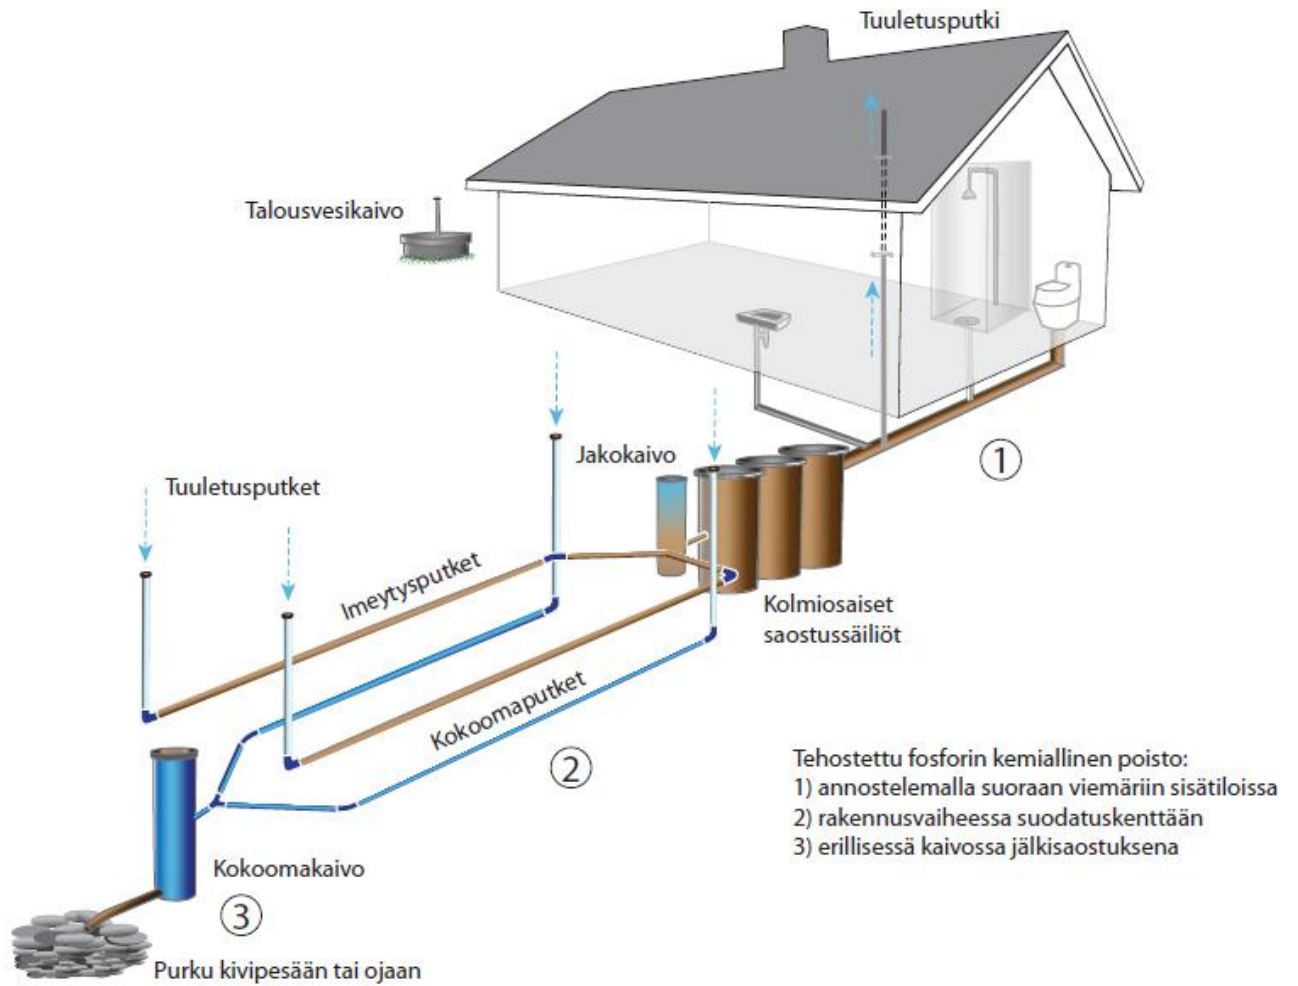 Tuuletusputki
Talousvesikaivo
Jakokaivo
Tuuletusputket
Imeytysputket
Kolmiosaiset
saostussäiliöt
Kokoomaputket
1
2
Tehostettu fosforin kemiallinen poisto:
1) annostelemalla suoraan viemäriin sisätiloissa
2) rakennusvaiheessa suodatuskenttään
3) erillisessä kaivossa jälkisaostuksena
Kokoomakaivo
3
Purku kivipesään tai ojaan